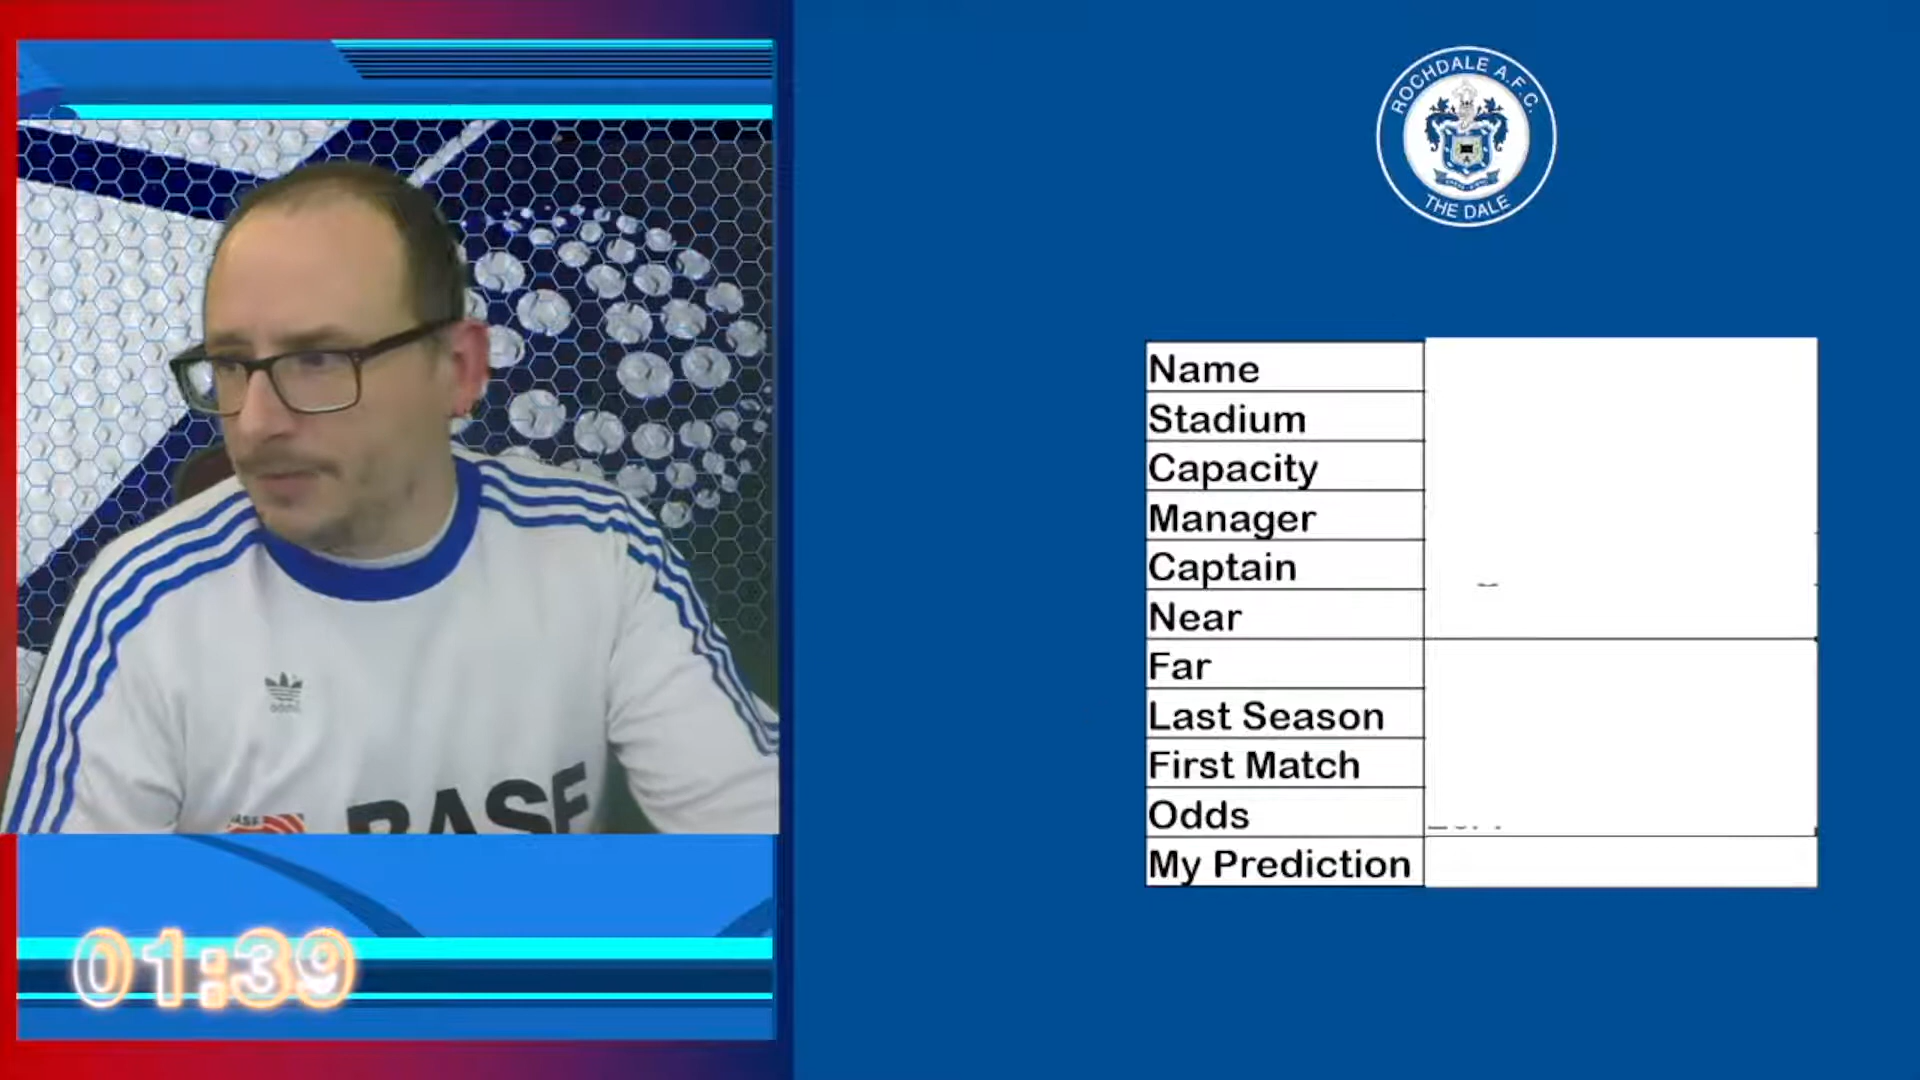 ROCHDALE A.F.C.
THE DALE
Name
Stadium
Capacity
Manager
Captain
Near
Far
Last Season
First Match
Odds
My Prediction
adidas
BASF
BASF
01:39